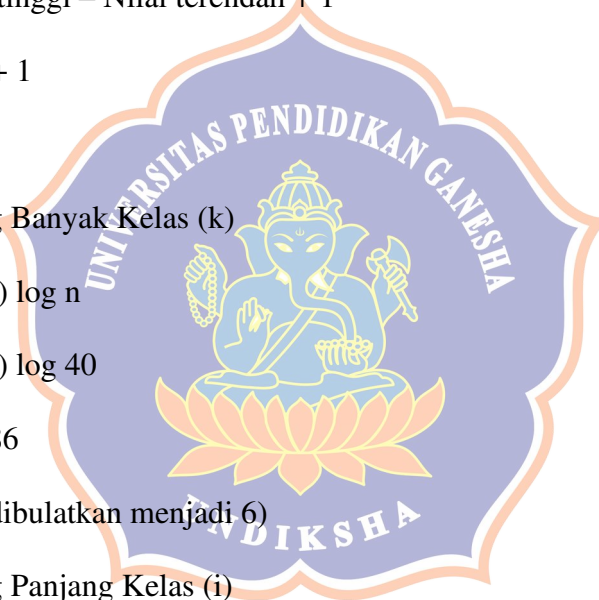 – Nilai terendah + 1
+ 1
UNIVERSITAS PENDIDIKAN GANESHA
Banyak Kelas (k)
) log n
) log 40
36
dibulatkan menjadi 6)
UNDIKSHA
Panjang Kelas (i)